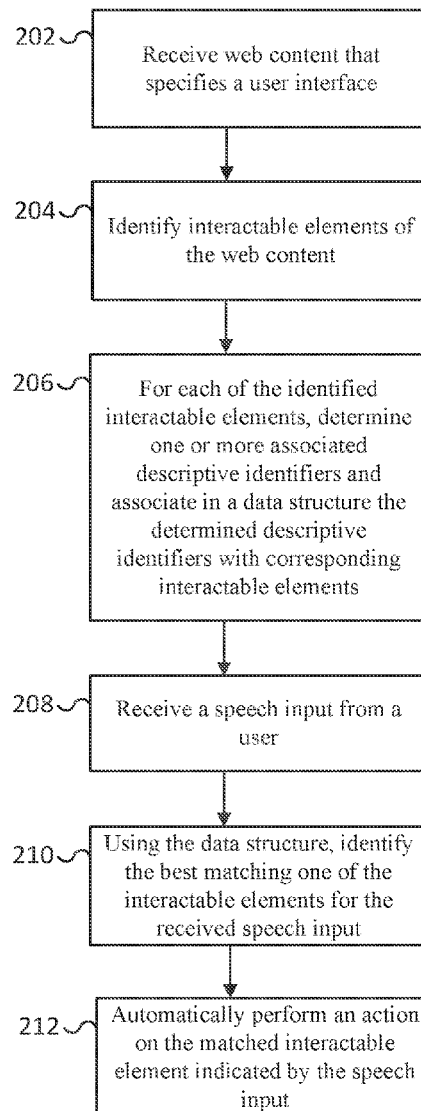 202
Receive web content that
specifies a user interface
204
Identify interactable elements of
the web content
206
For each of the identified
interactable elements, determine
one or more associated
descriptive identifiers and
associate in a data structure the
determined descriptive
identifiers with corresponding
interactable elements
208
Receive a speech input from a
user
210
Using the data structure, identify
the best matching one of the
interactable elements for the
received speech input
212
Automatically perform an action
on the matched interactable
element indicated by the speech
input